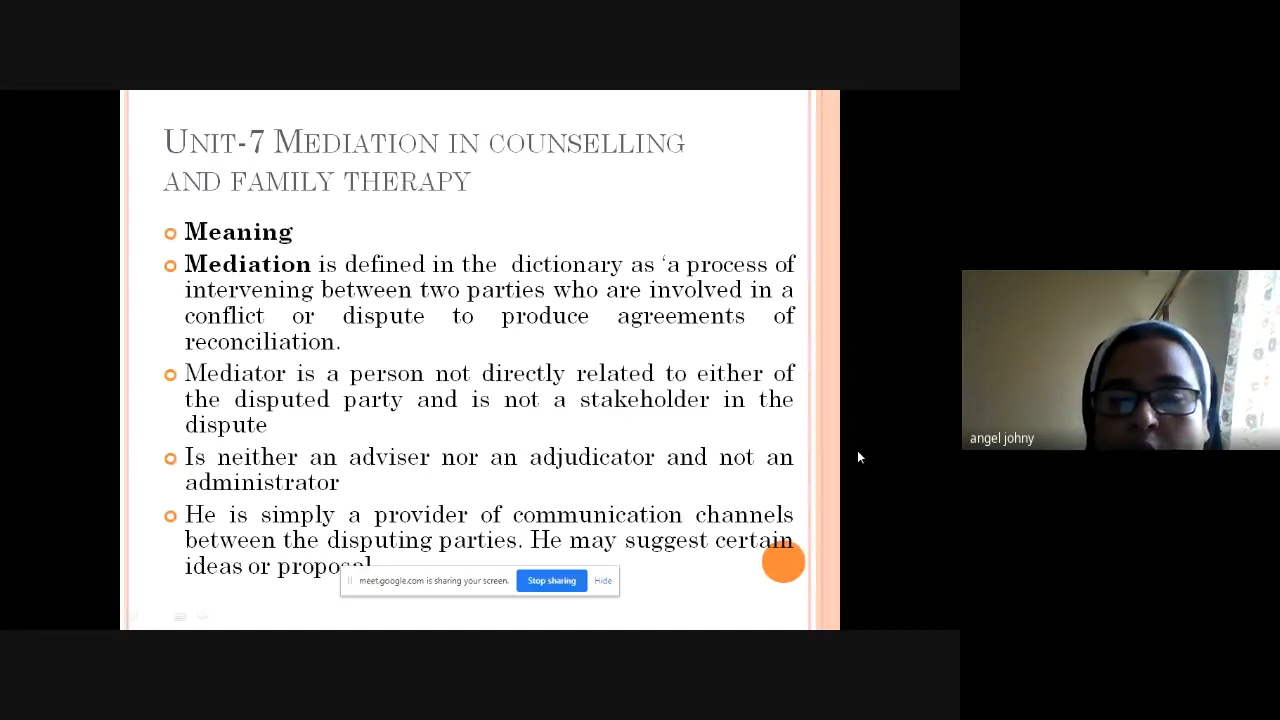 UNIT-7 MEDIATION IN COUNSELLING
AND FAMILY THERAPY
Meaning
Mediation is defined in the dictionary as ‘a process of
intervening between two parties who are involved in a
conflict or dispute to produce agreements of
reconciliation.
Mediator is a person not directly related to either of
the disputed party and is not a stakeholder in the
dispute
Is neither an adviser nor an adjudicator and not an
administrator
He is simply a provider of communication channels
between the disputing parties. He may suggest certain
ideas or proposal
meet.google.com is sharing your screen. Stop sharing Hide
angel johny